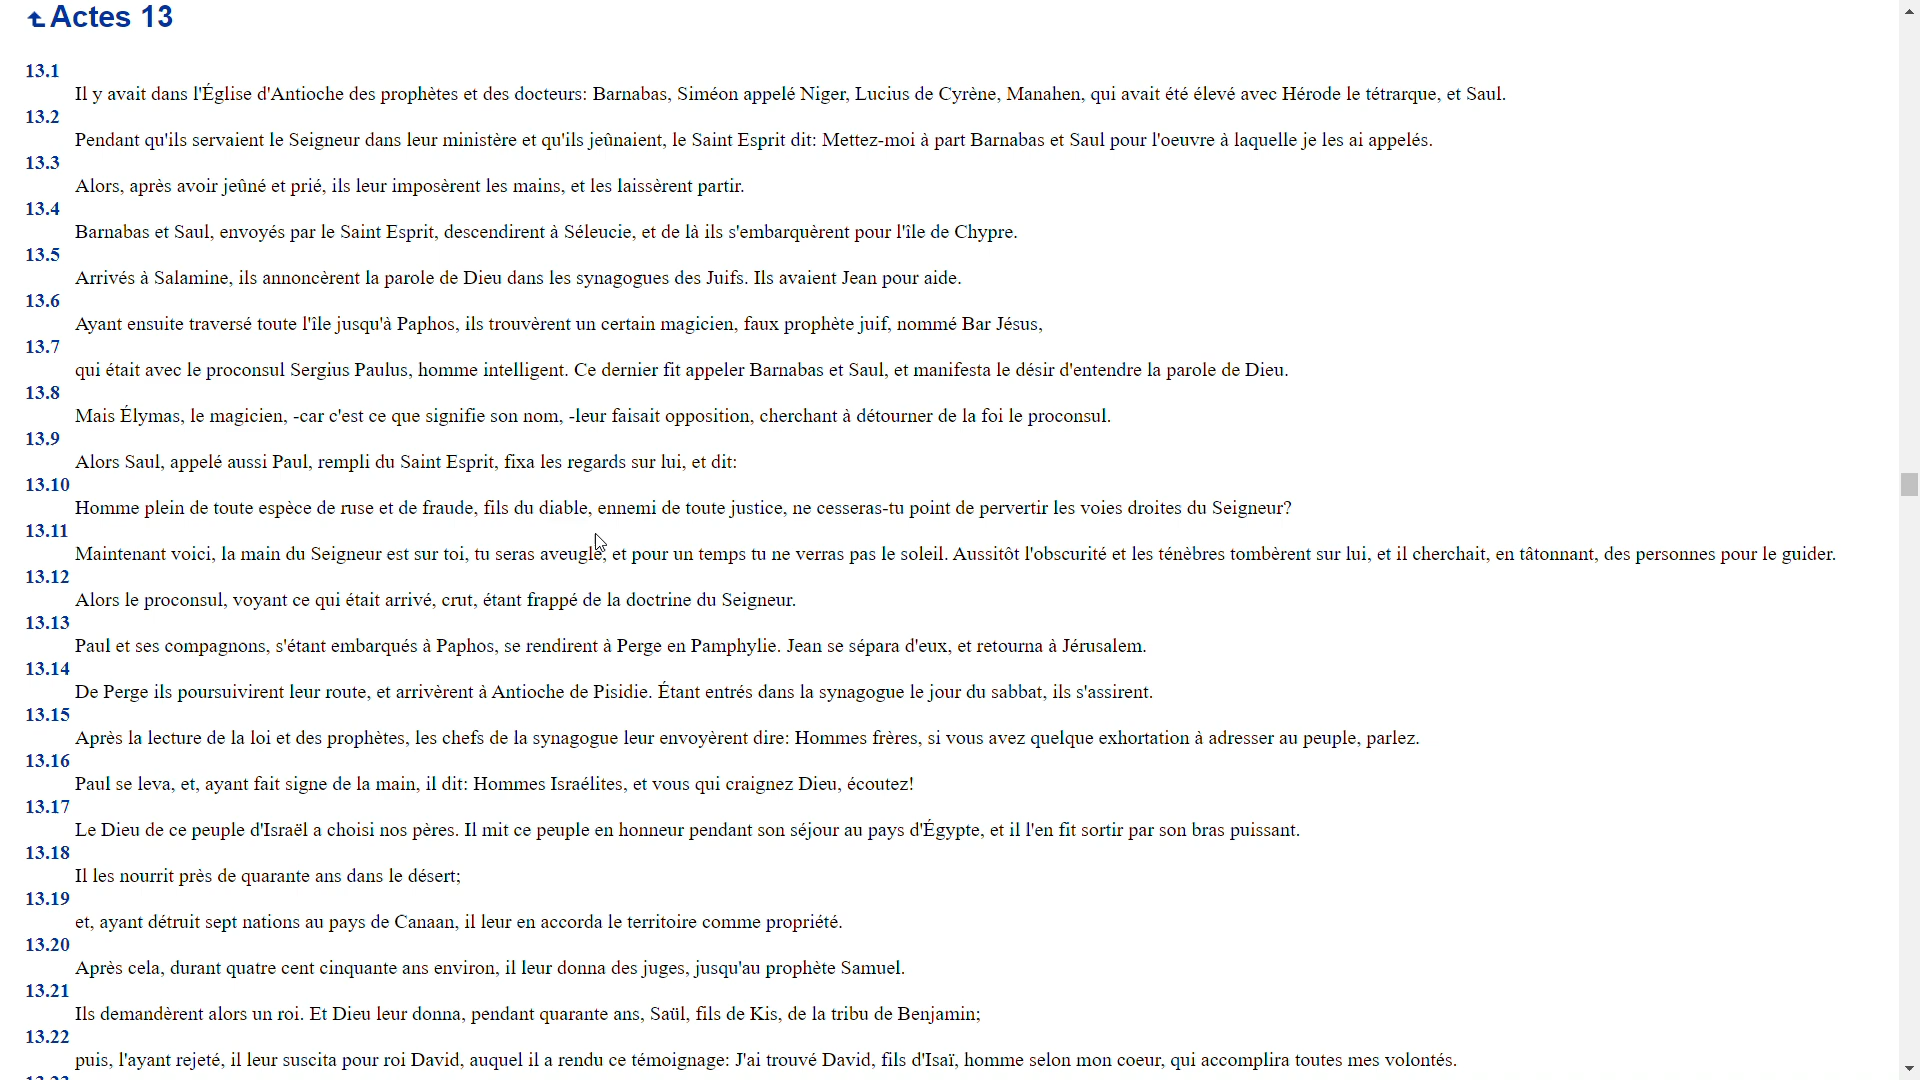 Actes 13
13.1
Il y avait dans l'Église d'Antioche des prophètes et des docteurs: Barnabas, Siméon appelé Niger, Lucius de Cyrène, Manahen, qui avait été élevé avec Hérode le tétrarque, et Saul.
13.2
Pendant qu'ils servaient le Seigneur dans leur ministère et qu'ils jeûnaient, le Saint Esprit dit: Mettez-moi à part Barnabas et Saul pour l'oeuvre à laquelle je les ai appelés.
13.3
Alors, après avoir jeûné et prié, ils leur imposèrent les mains, et les laissèrent partir.
13.4
Barnabas et Saul, envoyés par le Saint Esprit, descendirent à Séleucie, et de là ils s'embarquèrent pour l'île de Chypre.
13.5
Arrivés à Salamine, ils annoncèrent la parole de Dieu dans les synagogues des Juifs. Ils avaient Jean pour aide.
13.6
Ayant ensuite traversé toute l'île jusqu'à Paphos, ils trouvèrent un certain magicien, faux prophète juif, nommé Bar Jésus,
13.7
qui était avec le proconsul Sergius Paulus, homme intelligent. Ce dernier fit appeler Barnabas et Saul, et manifesta le désir d'entendre la parole de Dieu.
13.8
Mais Élymas, le magicien, -car c'est ce que signifie son nom, -leur faisait opposition, cherchant à détourner de la foi le proconsul.
13.9
Alors Saul, appelé aussi Paul, rempli du Saint Esprit, fixa les regards sur lui, et dit:
13.10
Homme plein de toute espèce de ruse et de fraude, fils du diable, ennemi de toute justice, ne cesseras-tu point de pervertir les voies droites du Seigneur?
13.11
Maintenant voici, la main du Seigneur est sur toi, tu seras aveugle, et pour un temps tu ne verras pas le soleil. Aussitôt l'obscurité et les ténèbres tombèrent sur lui, et il cherchait, en tâtonnant, des personnes pour le guider.
13.12
Alors le proconsul, voyant ce qui était arrivé, crut, étant frappé de la doctrine du Seigneur.
13.13
Paul et ses compagnons, s'étant embarqués à Paphos, se rendirent à Perge en Pamphylie. Jean se sépara d'eux, et retourna à Jérusalem.
13.14
De Perge ils poursuivirent leur route, et arrivèrent à Antioche de Pisidie. Étant entrés dans la synagogue le jour du sabbat, ils s'assirent.
13.15
Après la lecture de la loi et des prophètes, les chefs de la synagogue leur envoyèrent dire: Hommes frères, si vous avez quelque exhortation à adresser au peuple, parlez.
13.16
Paul se leva, et, ayant fait signe de la main, il dit: Hommes Israélites, et vous qui craignez Dieu, écoutez!
13.17
Le Dieu de ce peuple d'Israël a choisi nos pères. Il mit ce peuple en honneur pendant son séjour au pays d'Égypte, et il l'en fit sortir par son bras puissant.
13.18
Il les nourrit près de quarante ans dans le désert;
13.19
et, ayant détruit sept nations au pays de Canaan, il leur en accorda le territoire comme propriété.
13.20
Après cela, durant quatre cent cinquante ans environ, il leur donna des juges, jusqu'au prophète Samuel.
13.21
Ils demandèrent alors un roi. Et Dieu leur donna, pendant quarante ans, Saül, fils de Kis, de la tribu de Benjamin;
13.22
puis, l'ayant rejeté, il leur suscita pour roi David, auquel il a rendu ce témoignage: J'ai trouvé David, fils d'Isaï, homme selon mon coeur, qui accomplira toutes mes volontés.